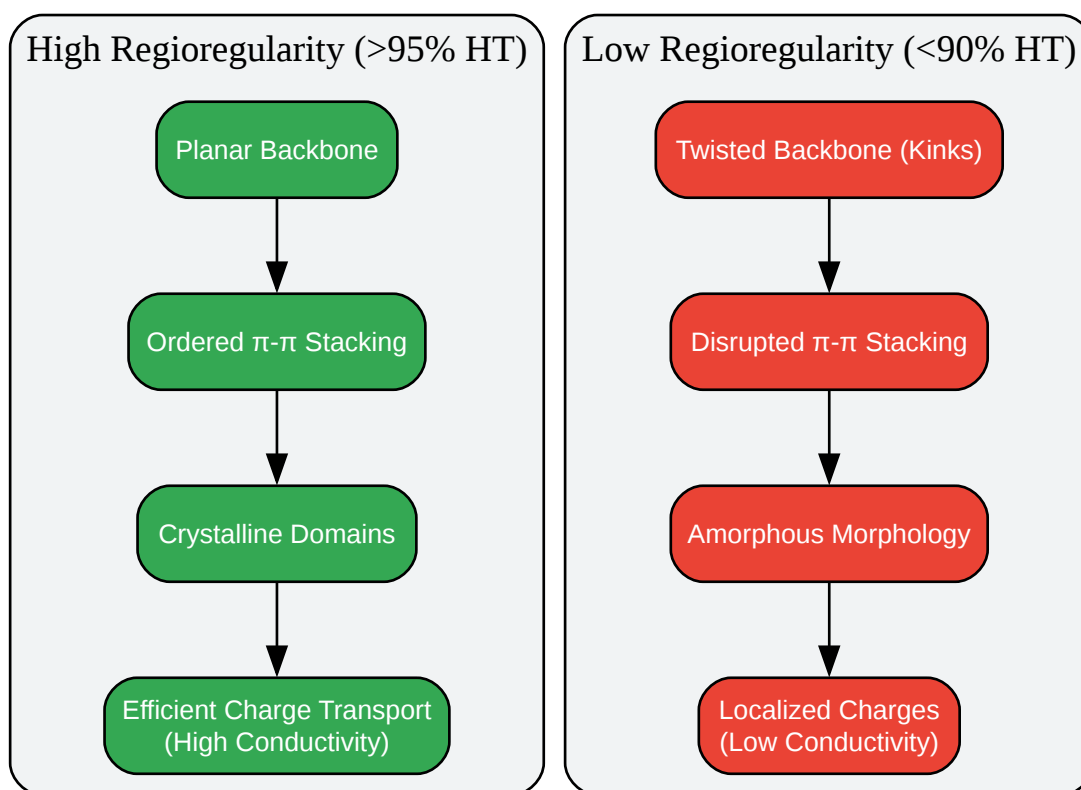 High Regioregularity (>95% HT)
Planar Backbone
Ordered π-π Stacking
Crystalline Domains
Efficient Charge Transport
(High Conductivity)
Low Regioregularity (<90% HT)
Twisted Backbone (Kinks)
Disrupted π-π Stacking
Amorphous Morphology
Localized Charges
(Low Conductivity)